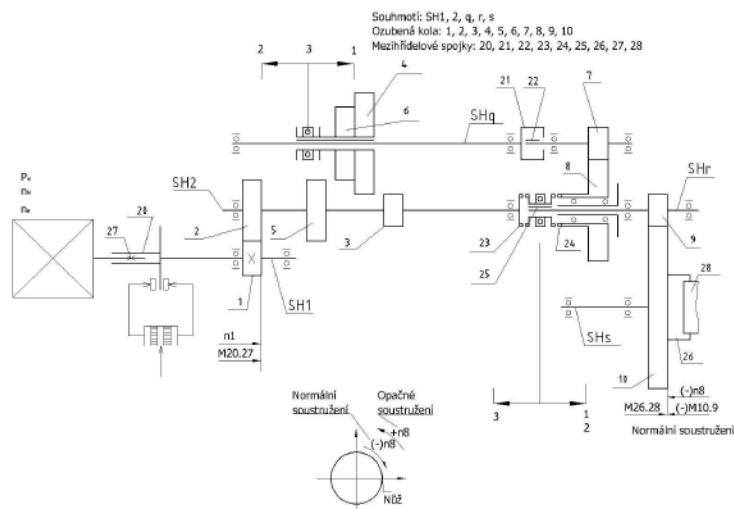 Souhmotí: SH1, 2, q, r, s
Ozubená kola: 1, 2, 3, 4, 5, 6, 7, 8, 9, 10
Mezihřídelové spojky: 20, 21, 22, 23, 24, 25, 26, 27, 28
2 3 1
4
6
21 22
7
SHq
8
SH2
SHr
20
27
2
5
3
23
25
24
9
28
1
SH1
SHs
26
10
n1
M20.27
3 1
2
(-)n8
M26.28 (-)M10.9
Normální soustružení
Normální
soustružení
Opačné
soustružení
+n8
(-)n8
NŮž